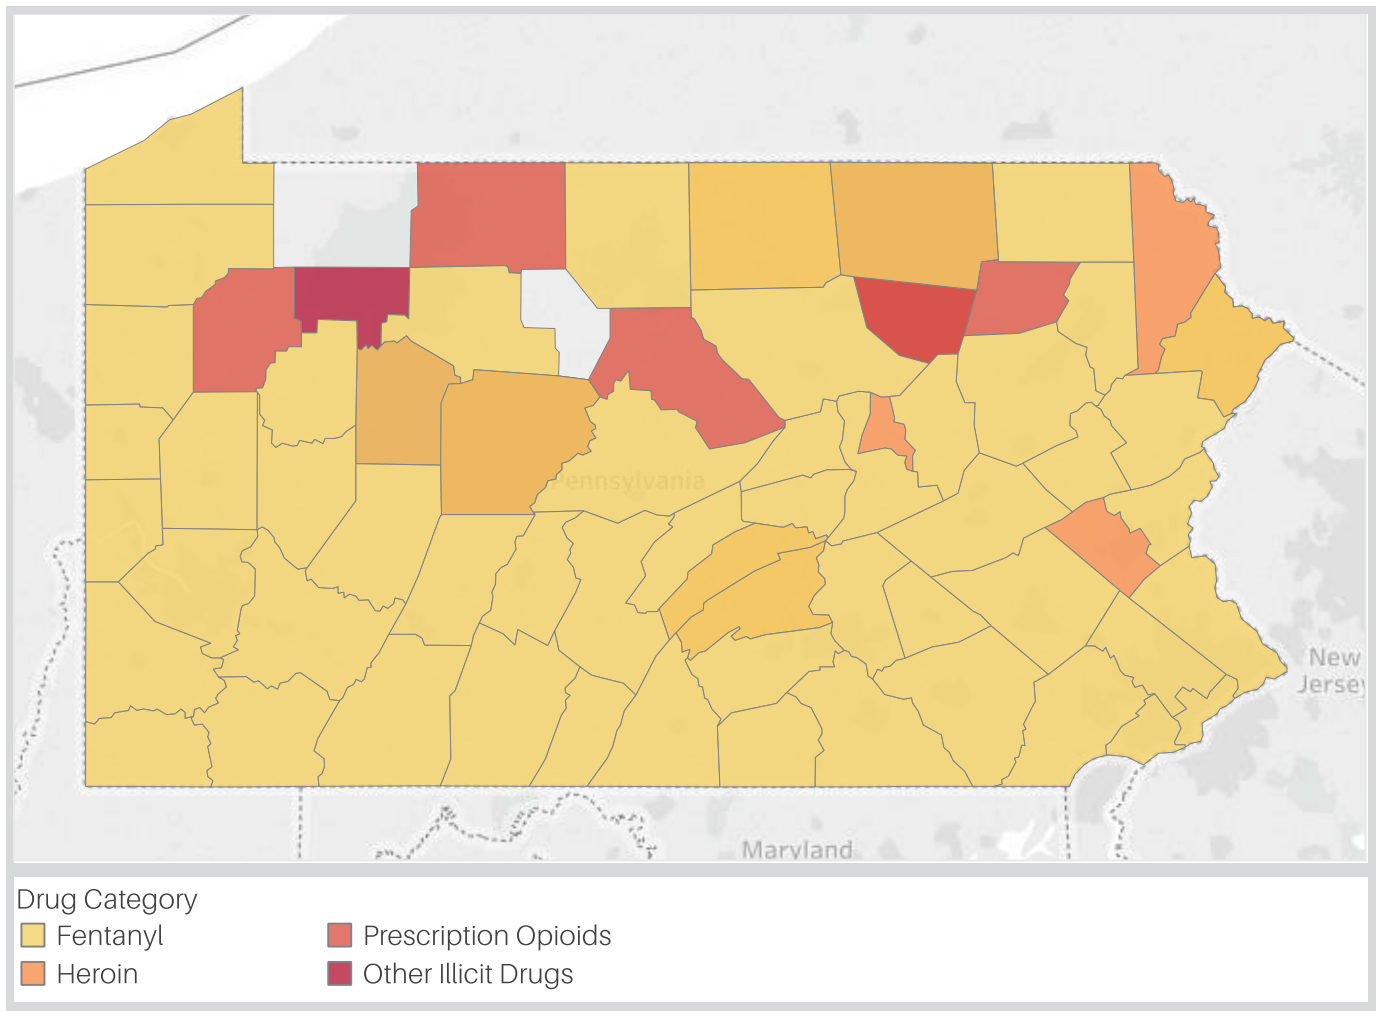 Pennsylvania
New
Jersey
Maryland
Drug Category
Fentanyl
Prescription Opioids
Heroin
Other Illicit Drugs